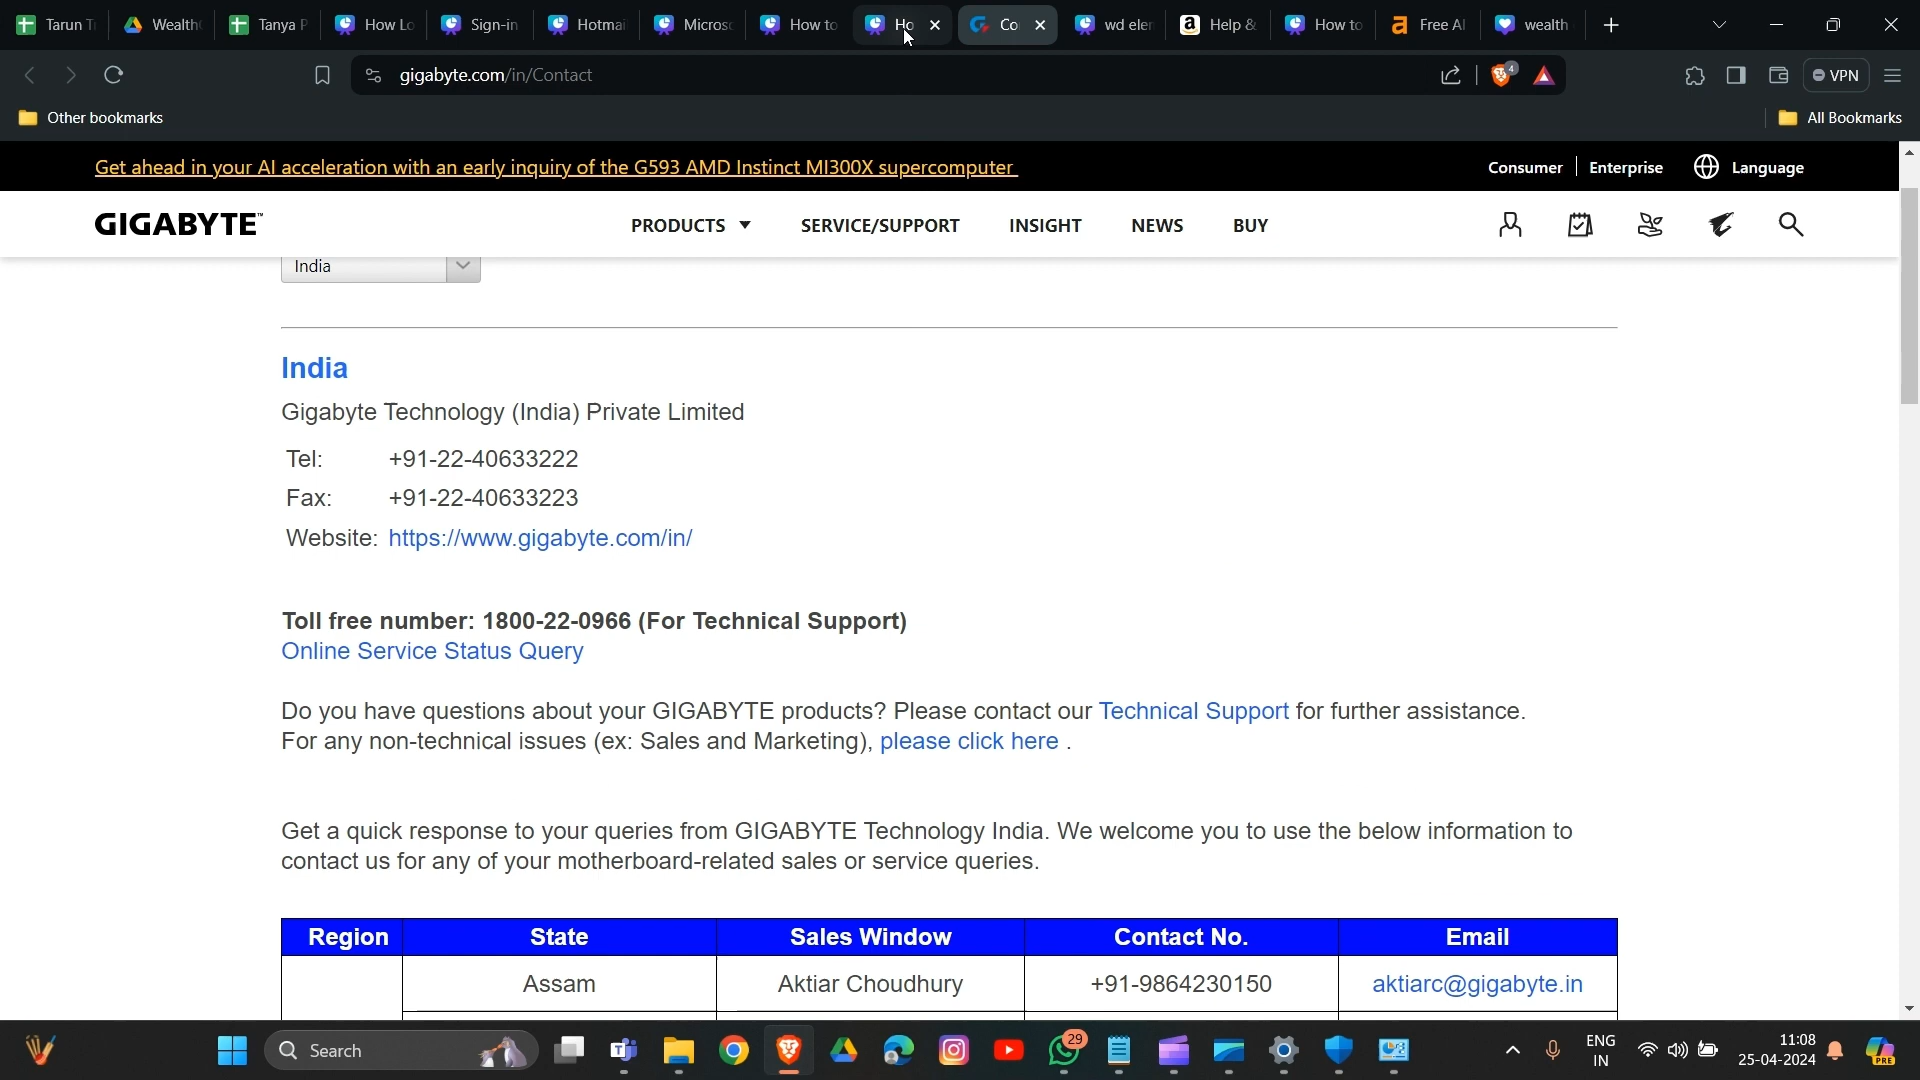 Tarun T
Wealth
Tanya P
How Lo
Sign-in
Hotmai
Microso
How to
Ho
Co
wd eler
Help &
How to
Free AI
wealth
gigabyte.com/in/Contact
4
VPN
Other bookmarks
All Bookmarks
Get ahead in your AI acceleration with an early inquiry of the G593 AMD Instinct MI300X supercomputer
Consumer
Enterprise
Language
GIGABYTE™
PRODUCTS
SERVICE/SUPPORT
INSIGHT
NEWS
BUY
India
India
Gigabyte Technology (India) Private Limited
Tel: +91-22-40633222
Fax: +91-22-40633223
Website: https://www.gigabyte.com/in/
Toll free number: 1800-22-0966 (For Technical Support)
Online Service Status Query
Do you have questions about your GIGABYTE products? Please contact our Technical Support for further assistance.
For any non-technical issues (ex: Sales and Marketing), please click here .
Get a quick response to your queries from GIGABYTE Technology India. We welcome you to use the below information to
contact us for any of your motherboard-related sales or service queries.
Region State Sales Window Contact No. Email
Assam Aktiar Choudhury +91-9864230150 aktiarc@gigabyte.in
Search
29
ENG
IN
11:08
25-04-2024
PRE